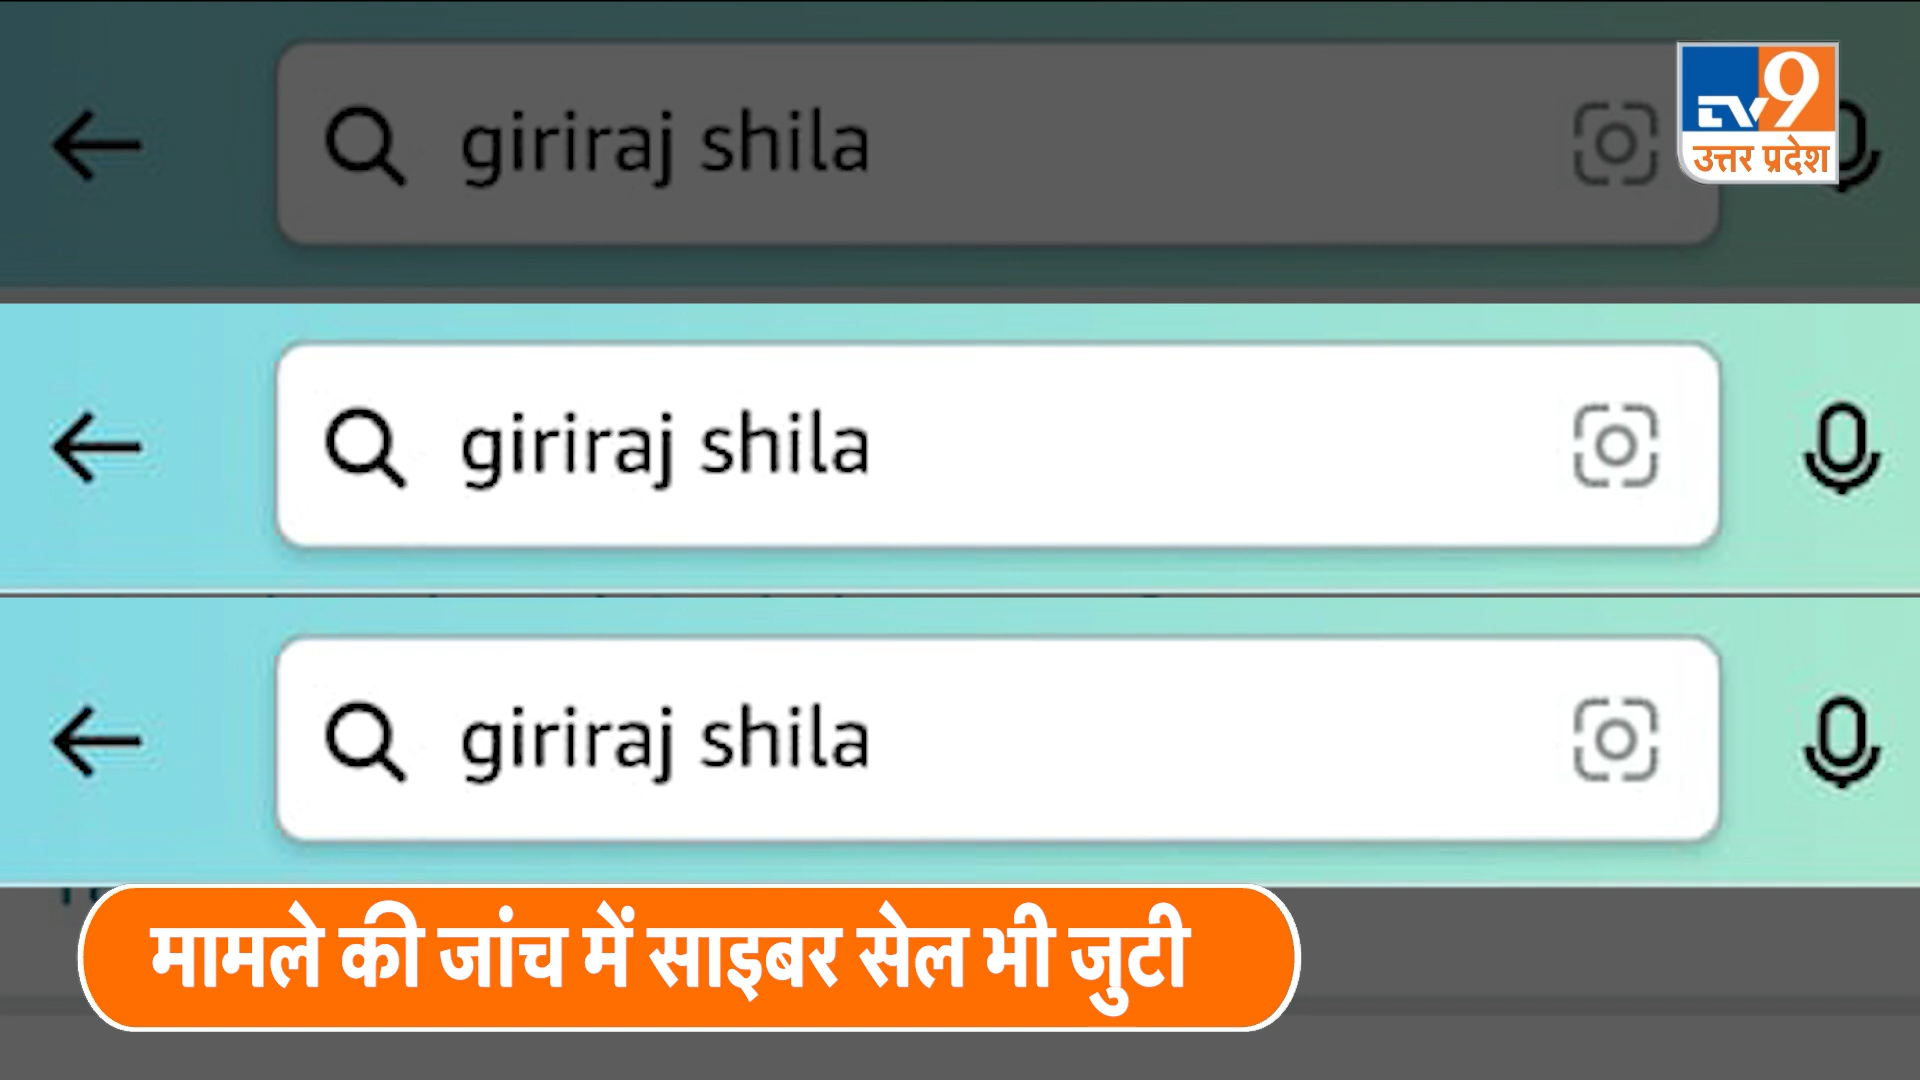 giriraj shila
TV9
उत्तर प्रदेश
giriraj shila
giriraj shila
मामले की जांच में साइबर सेल भी जुटी